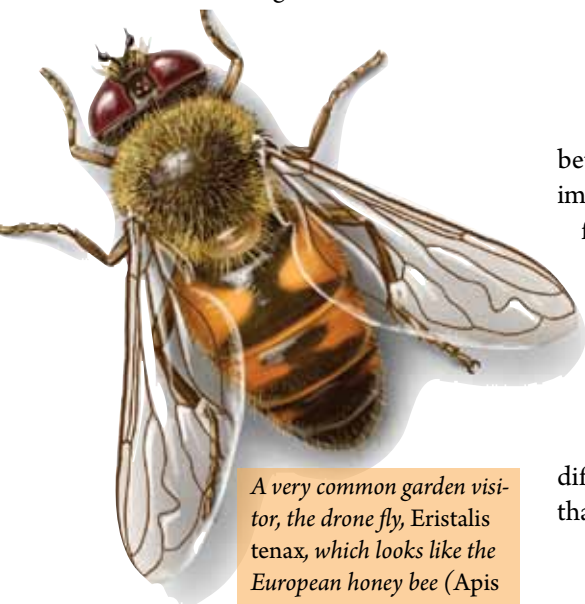 A very common garden visi-
tor, the drone fly, Eristalis
tenax, which looks like the
European honey bee (Apis